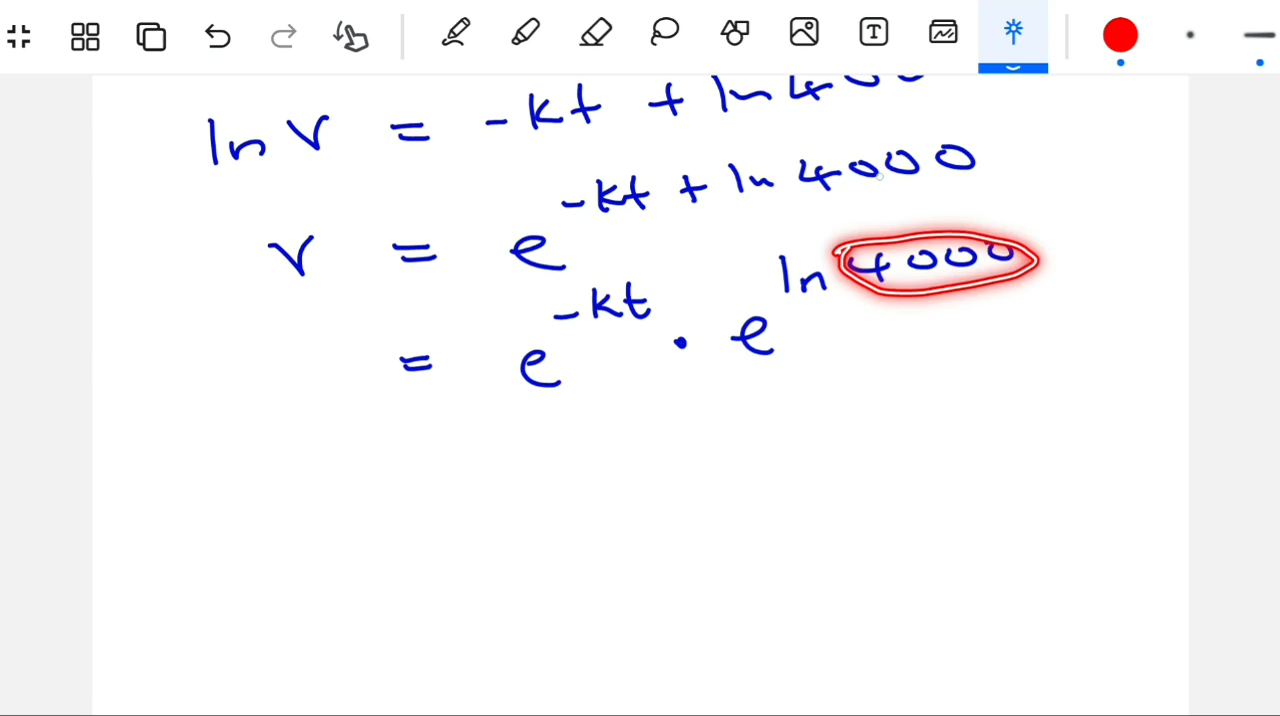 ln v = -kt + ln 4000
v = e^{-kt + ln 4000}
= e^{-kt} · e^{ln 4000}